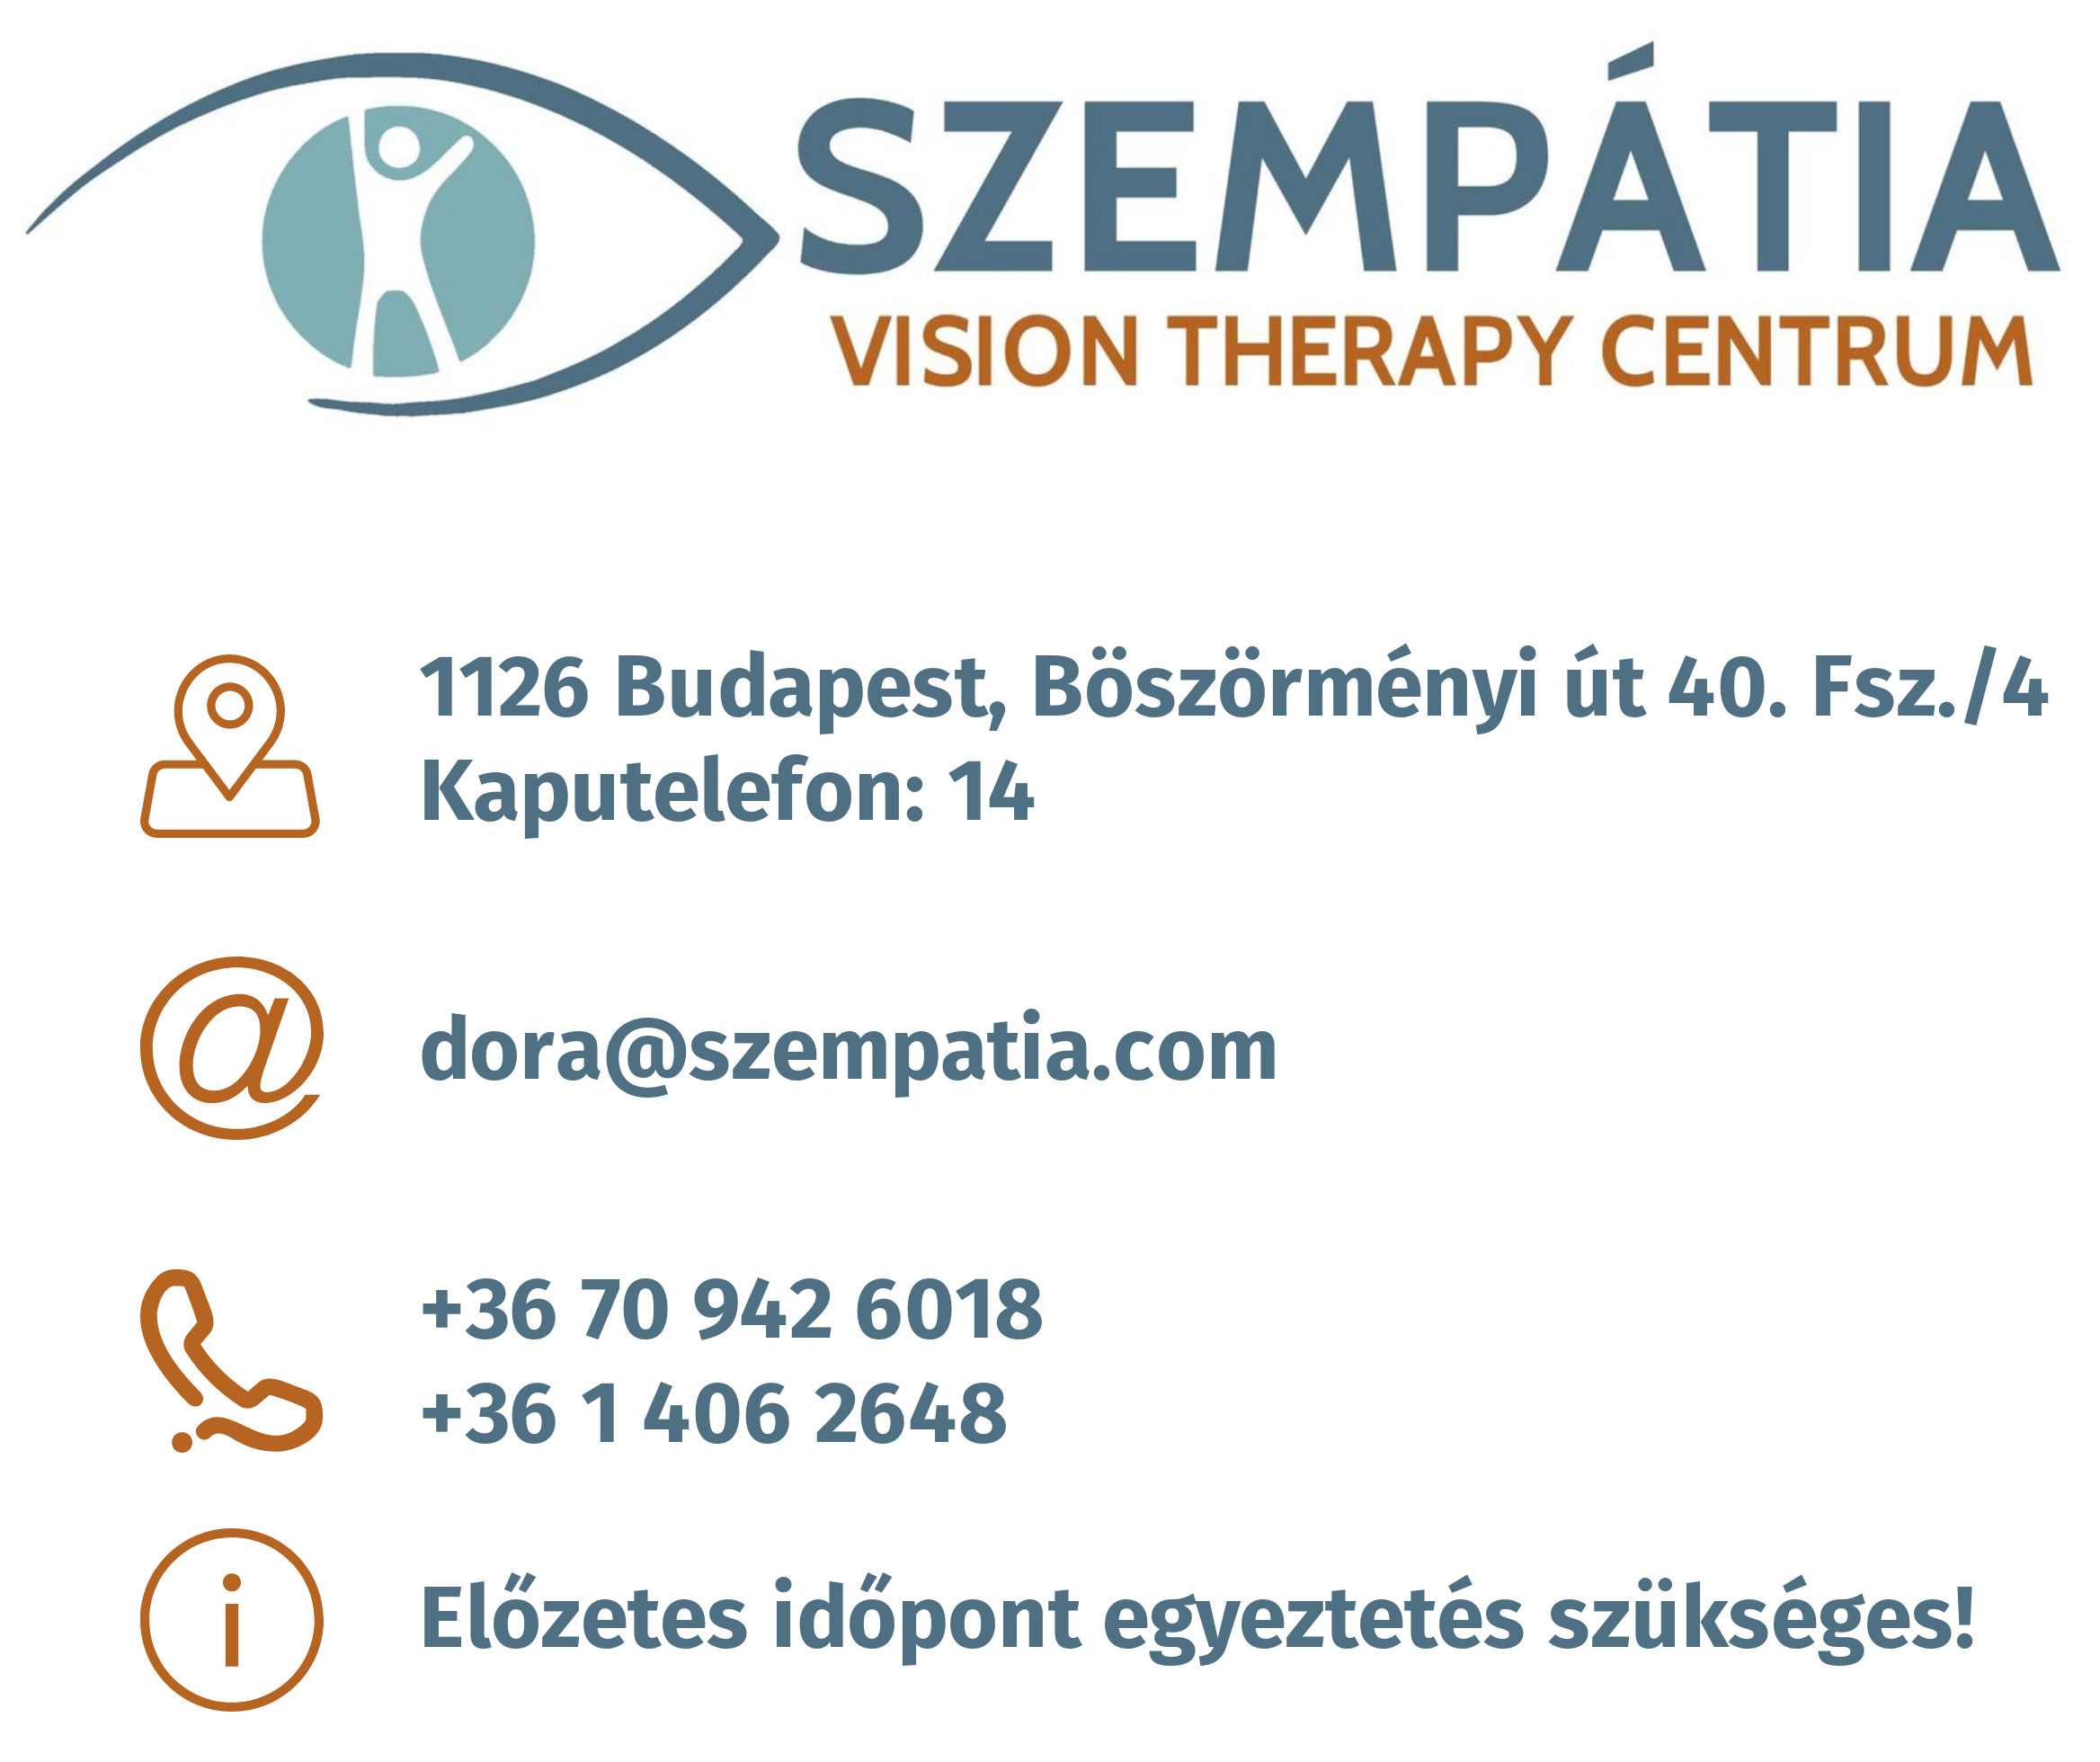 SZEMPÁTIA
VISION THERAPY CENTRUM
1126 Budapest, Böszörményi út 40. Fsz./4
Kaputelefon: 14
dora@szempatia.com
+36 70 942 6018
+36 1 406 2648
Előzetes időpont egyeztetés szükséges!